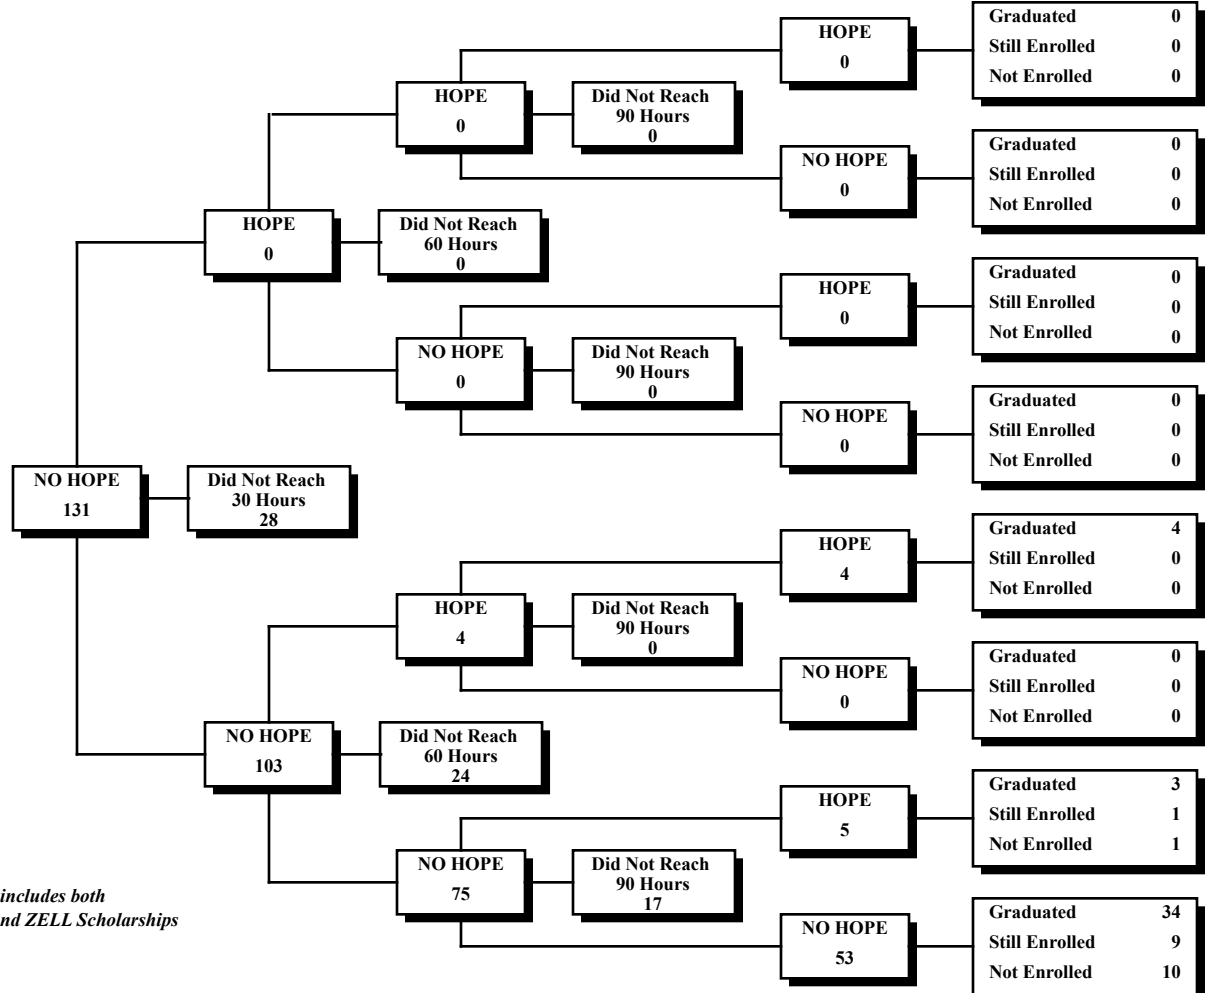 HOPE
0
Graduated 0
Still Enrolled 0
Not Enrolled 0
HOPE
0
Did Not Reach
90 Hours
0
NO HOPE
0
Graduated 0
Still Enrolled 0
Not Enrolled 0
HOPE
0
Did Not Reach
60 Hours
0
HOPE
0
Graduated 0
Still Enrolled 0
Not Enrolled 0
NO HOPE
0
Did Not Reach
90 Hours
0
NO HOPE
0
Graduated 0
Still Enrolled 0
Not Enrolled 0
NO HOPE
131
Did Not Reach
30 Hours
28
HOPE
4
Graduated 4
Still Enrolled 0
Not Enrolled 0
HOPE
4
Did Not Reach
90 Hours
0
NO HOPE
0
Graduated 0
Still Enrolled 0
Not Enrolled 0
NO HOPE
103
Did Not Reach
60 Hours
24
HOPE
5
Graduated 3
Still Enrolled 1
Not Enrolled 1
NO HOPE
75
Did Not Reach
90 Hours
17
NO HOPE
53
Graduated 34
Still Enrolled 9
Not Enrolled 10
includes both
nd ZELL Scholarships